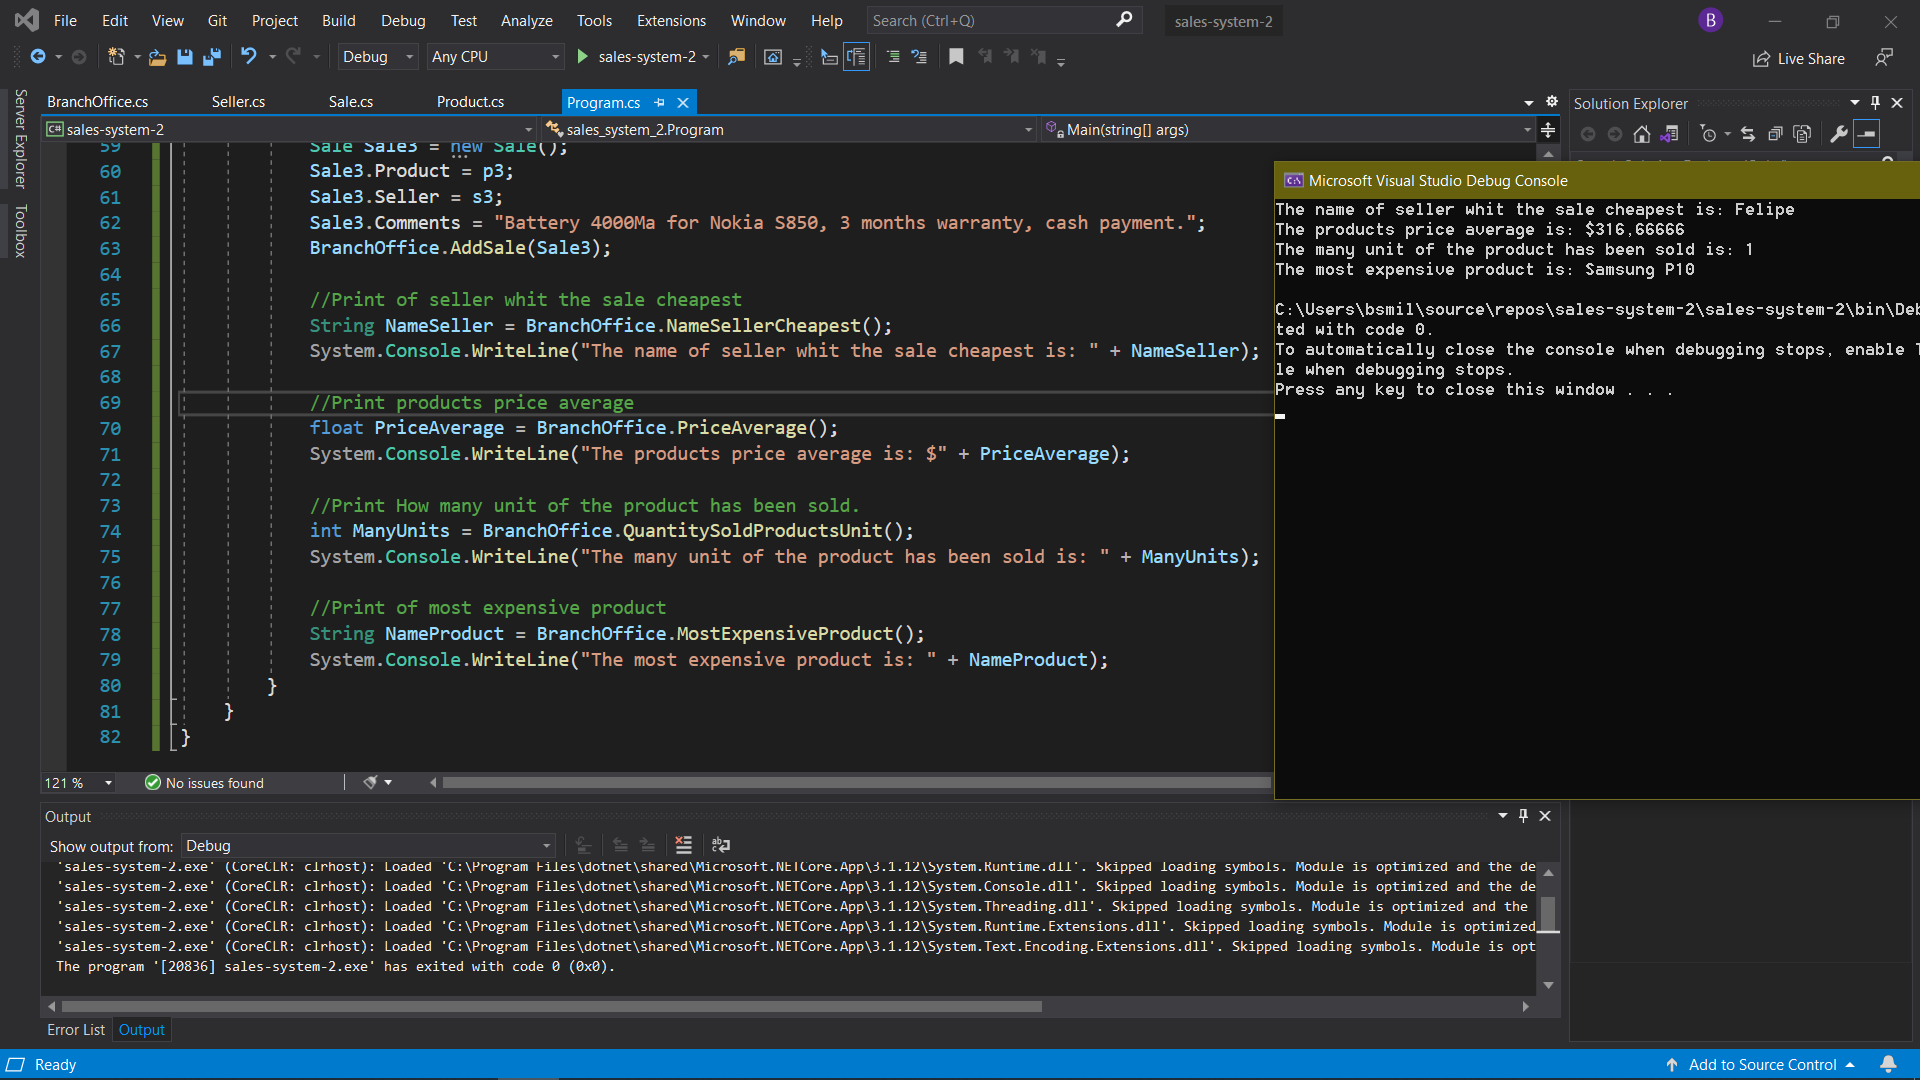 File Edit View Git Project Build Debug Test Analyze Tools Extensions Window Help Search (Ctrl+Q) sales-system-2 B
Debug Any CPU sales-system-2 Live Share
Server Explorer
Toolbox
BranchOffice.cs Seller.cs Sale.cs Product.cs Program.cs
C# sales-system-2 sales_system_2.Program Main(string[] args)
59 Sale Sale3 = new Sale();
60 Sale3.Product = p3;
61 Sale3.Seller = s3;
62 Sale3.Comments = "Battery 4000Ma for Nokia S850, 3 months warranty, cash payment.";
63 BranchOffice.AddSale(Sale3);
64
65 //Print of seller whit the sale cheapest
66 String NameSeller = BranchOffice.NameSellerCheapest();
67 System.Console.WriteLine("The name of seller whit the sale cheapest is: " + NameSeller);
68
69 //Print products price average
70 float PriceAverage = BranchOffice.PriceAverage();
71 System.Console.WriteLine("The products price average is: $" + PriceAverage);
72
73 //Print How many unit of the product has been sold.
74 int ManyUnits = BranchOffice.QuantitySoldProductsUnit();
75 System.Console.WriteLine("The many unit of the product has been sold is: " + ManyUnits);
76
77 //Print of most expensive product
78 String NameProduct = BranchOffice.MostExpensiveProduct();
79 System.Console.WriteLine("The most expensive product is: " + NameProduct);
80 }
81 }
82 }
121 % No issues found
Solution Explorer
Microsoft Visual Studio Debug Console
The name of seller whit the sale cheapest is: Felipe
The products price average is: $316,66666
The many unit of the product has been sold is: 1
The most expensive product is: Samsung P10
C:\Users\bsmil\source\repos\sales-system-2\sales-system-2\bin\Deb
ted with code 0.
To automatically close the console when debugging stops, enable T
le when debugging stops.
Press any key to close this window . . .
Output
Show output from: Debug
'sales-system-2.exe' (CoreCLR: clrhost): Loaded 'C:\Program Files\dotnet\shared\Microsoft.NETCore.App\3.1.12\System.Runtime.dll'. Skipped loading symbols. Module is optimized and the de
'sales-system-2.exe' (CoreCLR: clrhost): Loaded 'C:\Program Files\dotnet\shared\Microsoft.NETCore.App\3.1.12\System.Console.dll'. Skipped loading symbols. Module is optimized and the de
'sales-system-2.exe' (CoreCLR: clrhost): Loaded 'C:\Program Files\dotnet\shared\Microsoft.NETCore.App\3.1.12\System.Threading.dll'. Skipped loading symbols. Module is optimized and the
'sales-system-2.exe' (CoreCLR: clrhost): Loaded 'C:\Program Files\dotnet\shared\Microsoft.NETCore.App\3.1.12\System.Runtime.Extensions.dll'. Skipped loading symbols. Module is optimized
'sales-system-2.exe' (CoreCLR: clrhost): Loaded 'C:\Program Files\dotnet\shared\Microsoft.NETCore.App\3.1.12\System.Text.Encoding.Extensions.dll'. Skipped loading symbols. Module is opt
The program '[20836] sales-system-2.exe' has exited with code 0 (0x0).
Error List Output
Ready Add to Source Control